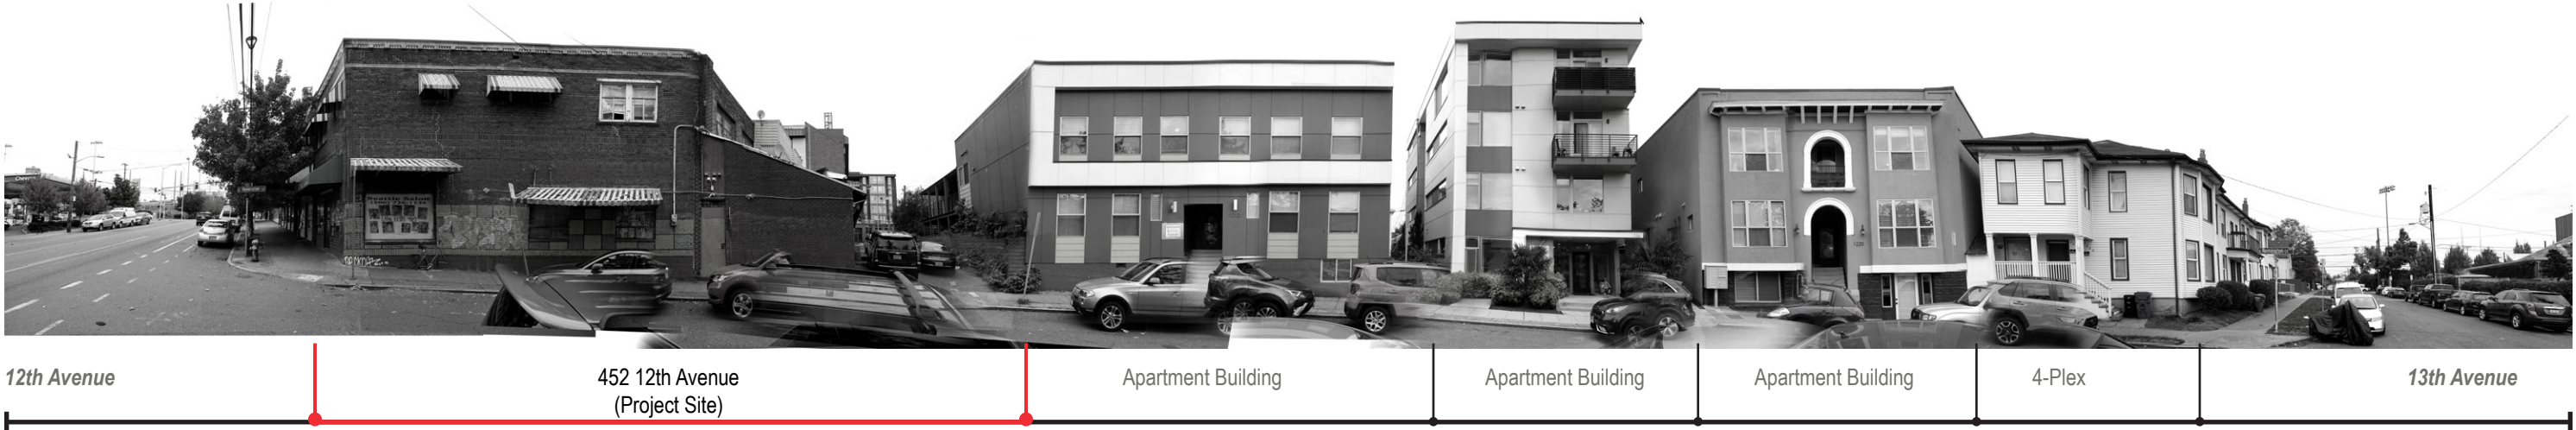 12th Avenue
452 12th Avenue
(Project Site)
Apartment Building
Apartment Building
Apartment Building
4-Plex
13th Avenue